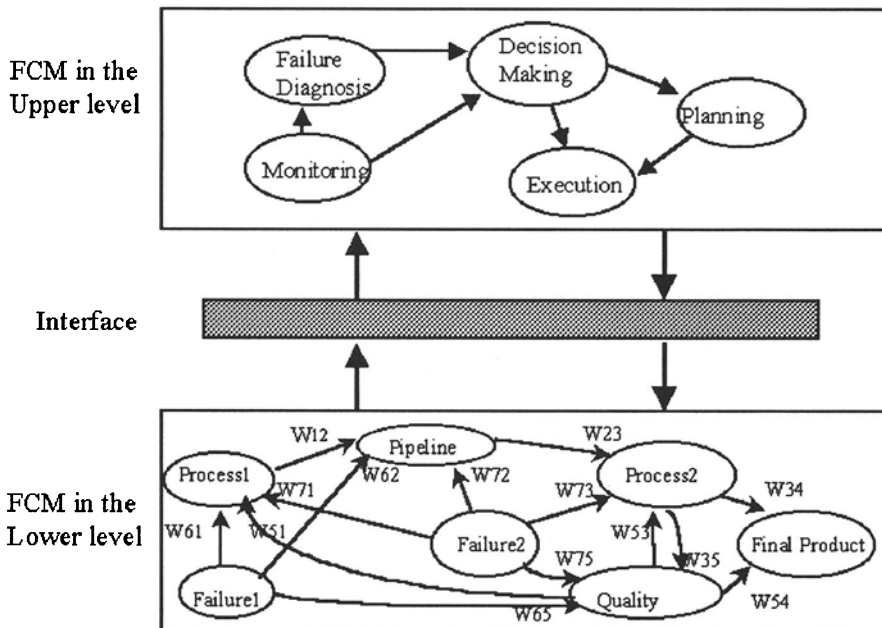 FCM in the
Upper level
Failure
Diagnosis
Decision
Making
Planning
Monitoring
Execution
Interface
FCM in the
Lower level
W12
Pipeline
W23
Process1
W62
Process2
W71
W72
W73
W34
W61
W51
W53
Failure2
W35
Final Product
W75
Failure1
W65
Quality
W54